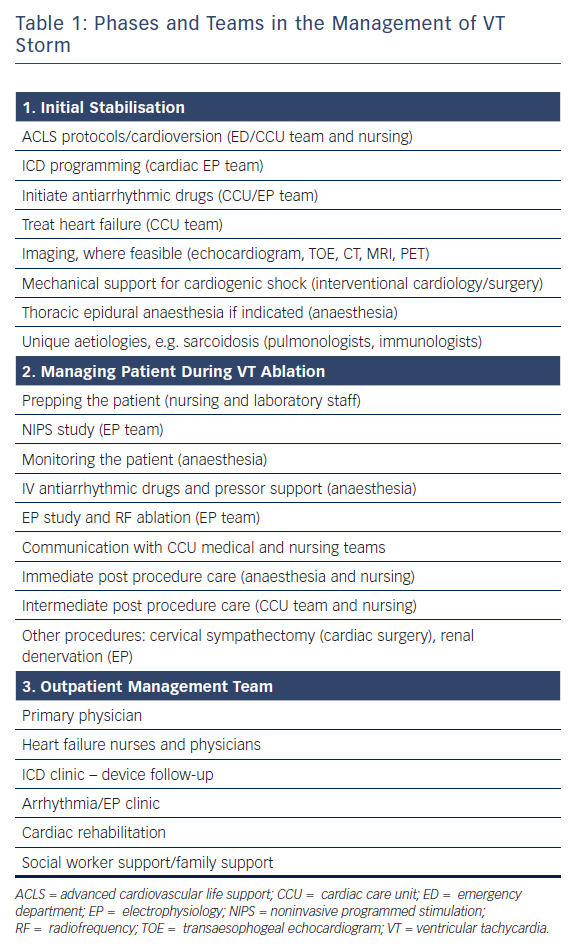 Table 1: Phases and Teams in the Management of VT
Storm
1. Initial Stabilisation
ACLS protocols/cardioversion (ED/CCU team and nursing)
ICD programming (cardiac EP team)
Initiate antiarrhythmic drugs (CCU/EP team)
Treat heart failure (CCU team)
Imaging, where feasible (echocardiogram, TOE, CT, MRI, PET)
Mechanical support for cardiogenic shock (interventional cardiology/surgery)
Thoracic epidural anaesthesia if indicated (anaesthesia)
Unique aetiologies, e.g. sarcoidosis (pulmonologists, immunologists)
2. Managing Patient During VT Ablation
Prepping the patient (nursing and laboratory staff)
NIPS study (EP team)
Monitoring the patient (anaesthesia)
IV antiarrhythmic drugs and pressor support (anaesthesia)
EP study and RF ablation (EP team)
Communication with CCU medical and nursing teams
Immediate post procedure care (anaesthesia and nursing)
Intermediate post procedure care (CCU team and nursing)
Other procedures: cervical sympathectomy (cardiac surgery), renal
denervation (EP)
3. Outpatient Management Team
Primary physician
Heart failure nurses and physicians
ICD clinic – device follow-up
Arrhythmia/EP clinic
Cardiac rehabilitation
Social worker support/family support
ACLS = advanced cardiovascular life support; CCU = cardiac care unit; ED = emergency
department; EP = electrophysiology; NIPS = noninvasive programmed stimulation;
RF = radiofrequency; TOE = transaesophogeal echocardiogram; VT = ventricular tachycardia.